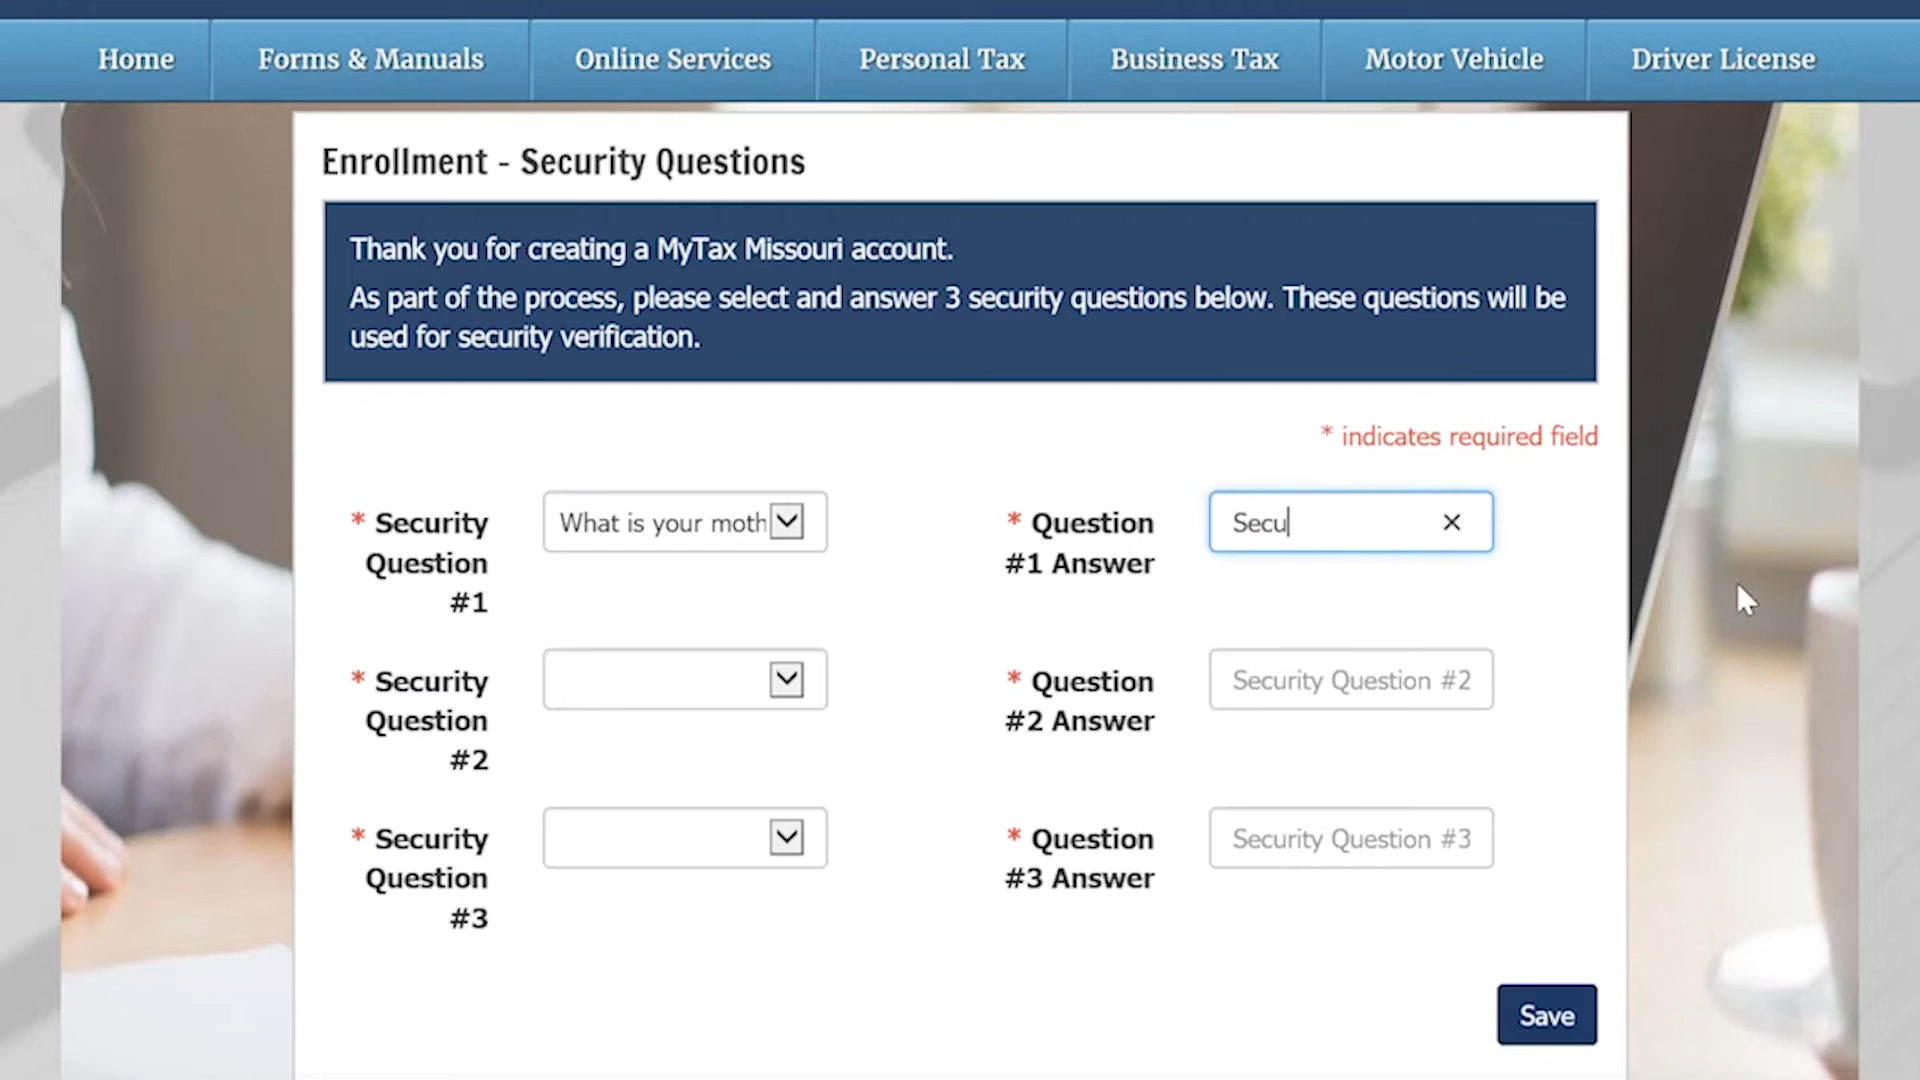 Home Forms & Manuals Online Services Personal Tax Business Tax Motor Vehicle Driver License
Enrollment - Security Questions
Thank you for creating a MyTax Missouri account.
As part of the process, please select and answer 3 security questions below. These questions will be
used for security verification.
* indicates required field
* Security
Question
#1
What is your moth
* Question
#1 Answer
Secu
* Security
Question
#2
* Question
#2 Answer
Security Question #2
* Security
Question
#3
* Question
#3 Answer
Security Question #3
Save